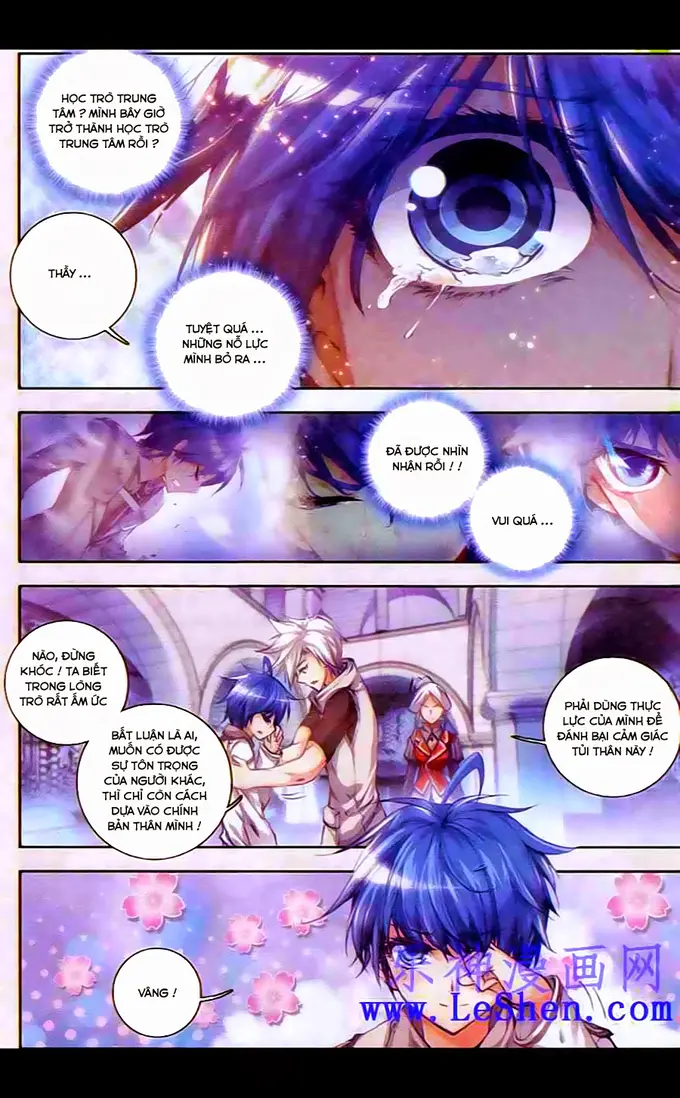 HỌC TRÒ TRUNG
TÂM ? MÌNH BÂY GIỜ
TRỞ THÀNH HỌC TRÒ
TRUNG TÂM RỒI ?
THẦY ...
TUYỆT QUÁ ...
NHỮNG NỖ LỰC
MÌNH BỎ RA ...
ĐÃ ĐƯỢC NHÌN
NHẬN RỒI ! !
VUI QUÁ ...
NÀO, ĐỪNG
KHÓC ! TA BIẾT
TRONG LÒNG
TRÒ RẤT ẤM ỨC
BẤT LUẬN LÀ AI,
MUỐN CÓ ĐƯỢC
SỰ TÔN TRỌNG
CỦA NGƯỜI KHÁC,
THÌ CHỈ CÒN CÁCH
DỰA VÀO CHÍNH
BẢN THÂN MÌNH !
PHẢI DÙNG THỰC
LỰC CỦA MÌNH ĐỂ
ĐÁNH BẠI CẢM GIÁC
TỦI THÂN NÀY !
VÂNG !
乐神漫画网
www.LeShen.com